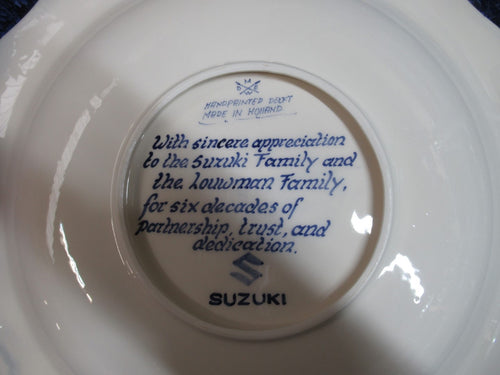 HANDPAINTED DELFT
MADE IN HOLLAND
With sincere appreciation
to the Suzuki Family and
the Louwman Family,
for six decades of
partnership, trust, and
dedication.
SUZUKI